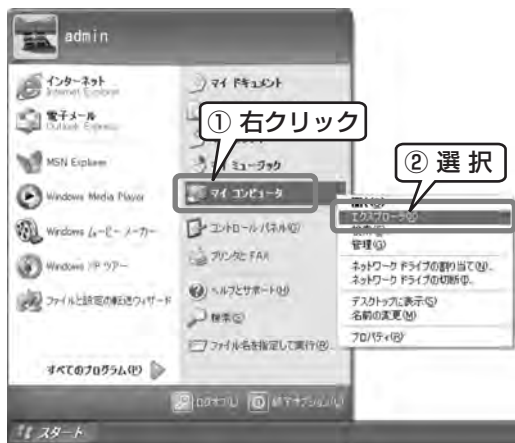 admin
インターネット
Internet Explorer
電子メール
Outlook Express
MSN Explorer
Windows Media Player
Windows ムービー メーカー
Windows ツアー
ファイルと設定の転送ウィザード
すべてのプログラム(P)
マイ ドキュメント
① 右クリック
マイ ミュージック
マイ コンピュータ
コントロール パネル(C)
プリンタと FAX
ヘルプとサポート(H)
検索(S)
ファイル名を指定して実行(R)...
② 選 択
エクスプローラ(X)
管理(G)
ネットワーク ドライブの割り当て(N)...
ネットワーク ドライブの切断(I)...
デスクトップに表示(S)
名前の変更(M)
プロパティ(R)
ログオフ(L)
終了オプション(U)
スタート